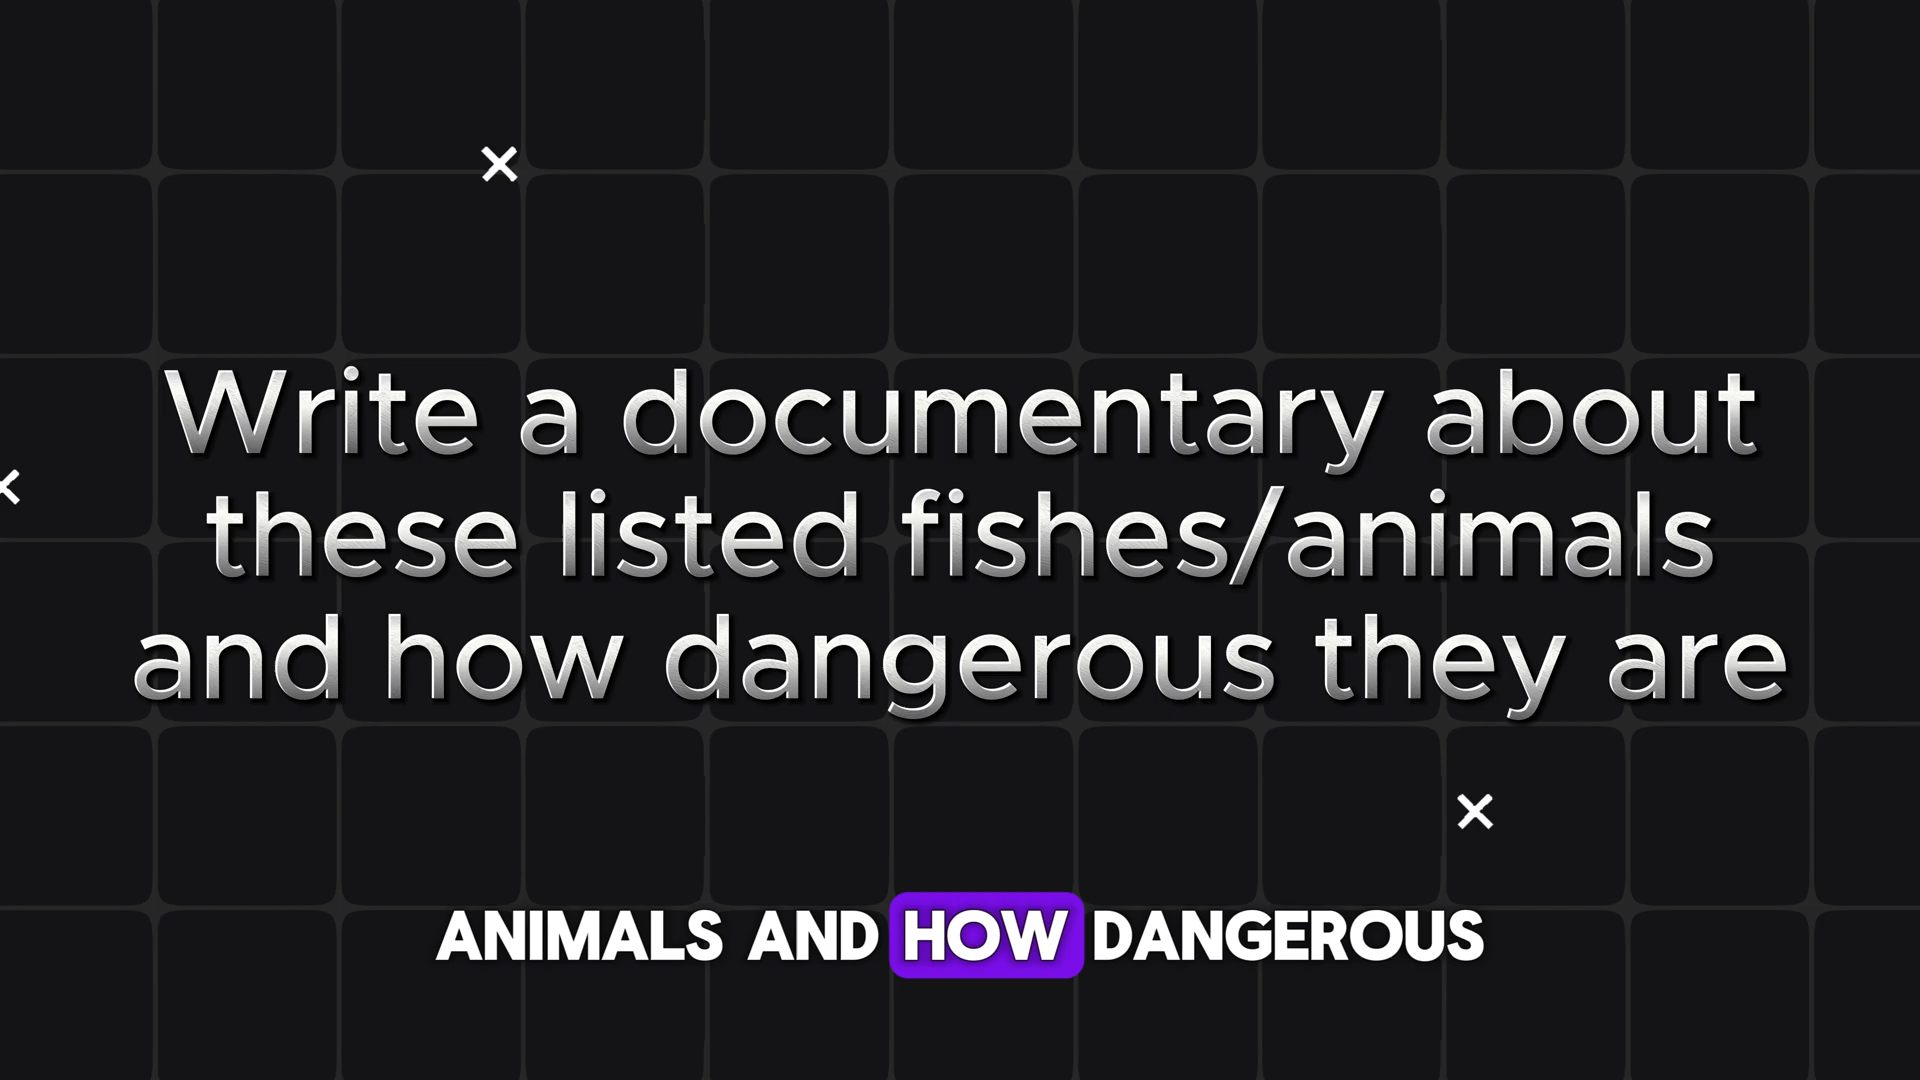 Write a documentary about
these listed fishes/animals
and how dangerous they are
ANIMALS AND HOW DANGEROUS